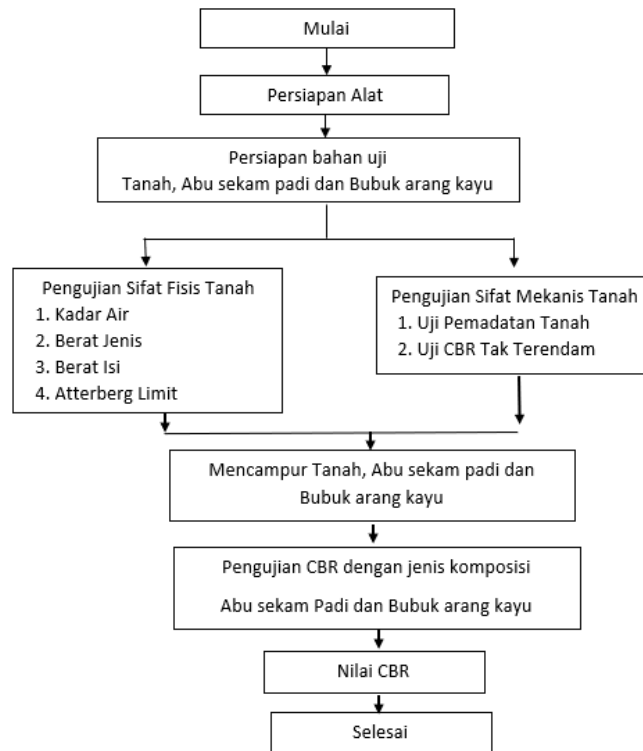 Mulai
Persiapan Alat
Persiapan bahan uji
Tanah, Abu sekam padi dan Bubuk arang kayu
Pengujian Sifat Fisis Tanah
1. Kadar Air
2. Berat Jenis
3. Berat Isi
4. Atterberg Limit
Pengujian Sifat Mekanis Tanah
1. Uji Pemadatan Tanah
2. Uji CBR Tak Terendam
Mencampur Tanah, Abu sekam padi dan
Bubuk arang kayu
Pengujian CBR dengan jenis komposisi
Abu sekam Padi dan Bubuk arang kayu
Nilai CBR
Selesai